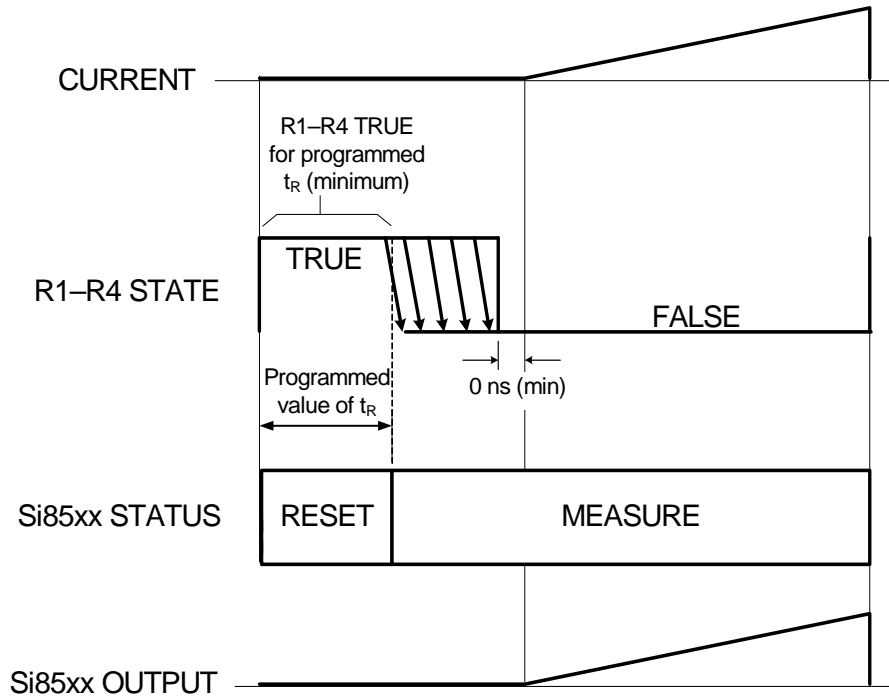 CURRENT
R1–R4 TRUE
for programmed
tR (minimum)
TRUE
R1–R4 STATE
FALSE
0 ns (min)
Programmed
value of tR
Si85xx STATUS
RESET
MEASURE
Si85xx OUTPUT